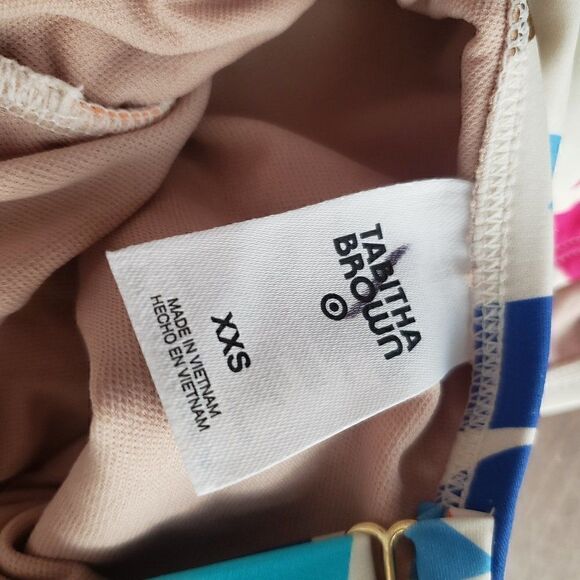 TABITHA
BROWN
XXS
MADE IN VIETNAM
HECHO EN VIETNAM